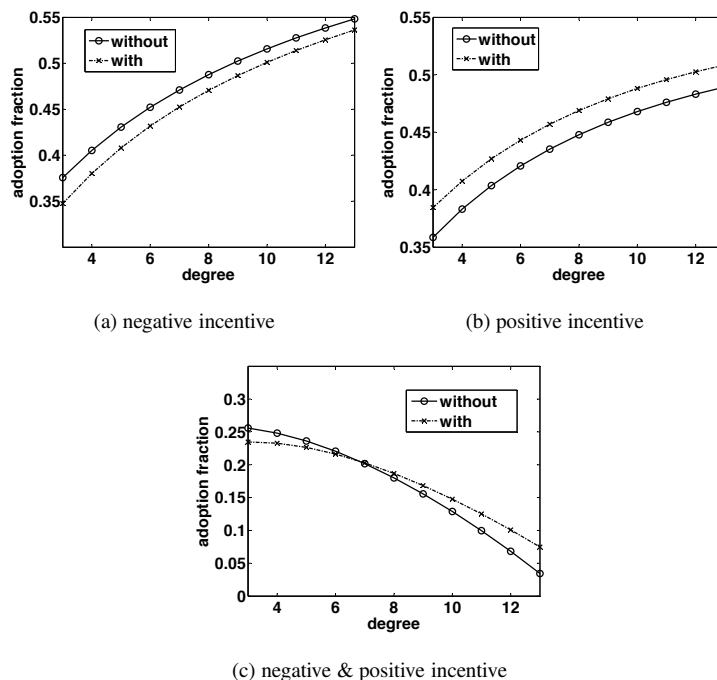 0.55
0.45
0.4
0.35
adoption fraction
without
with
4 6 8 10 12
degree
(a) negative incentive
0.55
0.5
0.45
0.4
0.35
adoption fraction
without
with
4 6 8 10 12
degree
(b) positive incentive
0.3
0.25
0.2
0.15
0.1
0.05
0
adoption fraction
without
with
4 6 8 10 12
degree
(c) negative & positive incentive